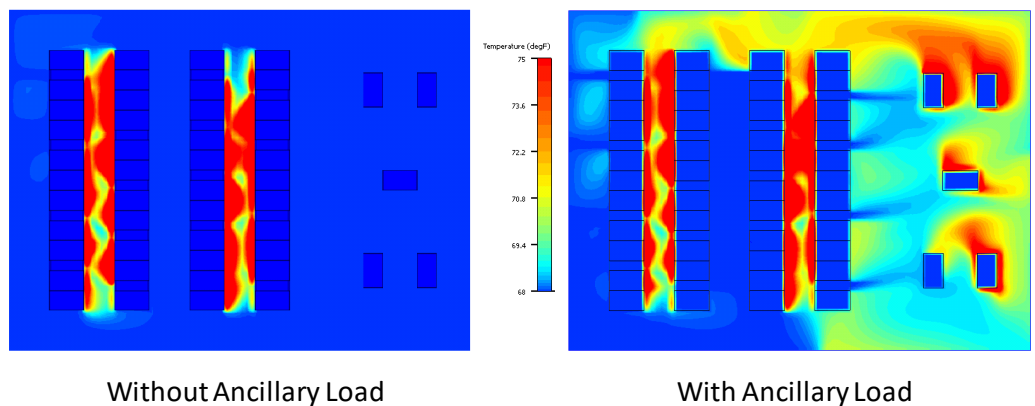 Temperature (degF)
75
73.6
72.2
70.8
69.4
68
Without Ancillary Load
With Ancillary Load